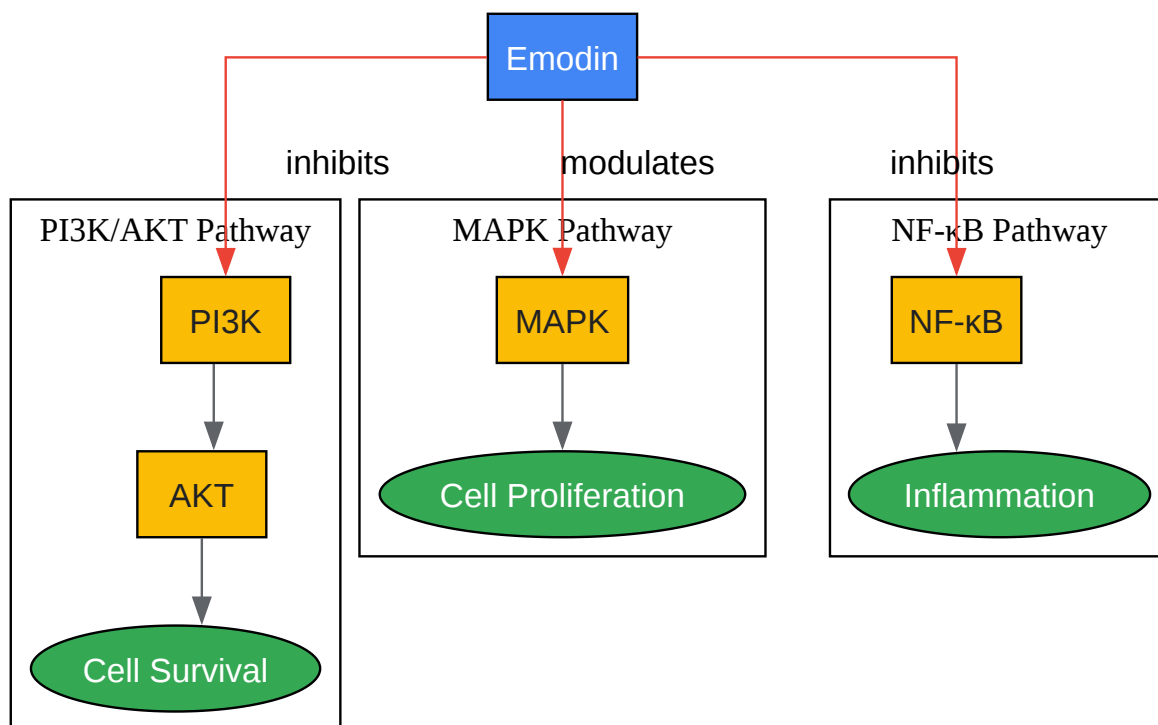 Emodin
inhibits
modulates
inhibits
PI3K/AKT Pathway
MAPK Pathway
NF-κB Pathway
PI3K
MAPK
NF-κB
AKT
Cell Proliferation
Inflammation
Cell Survival